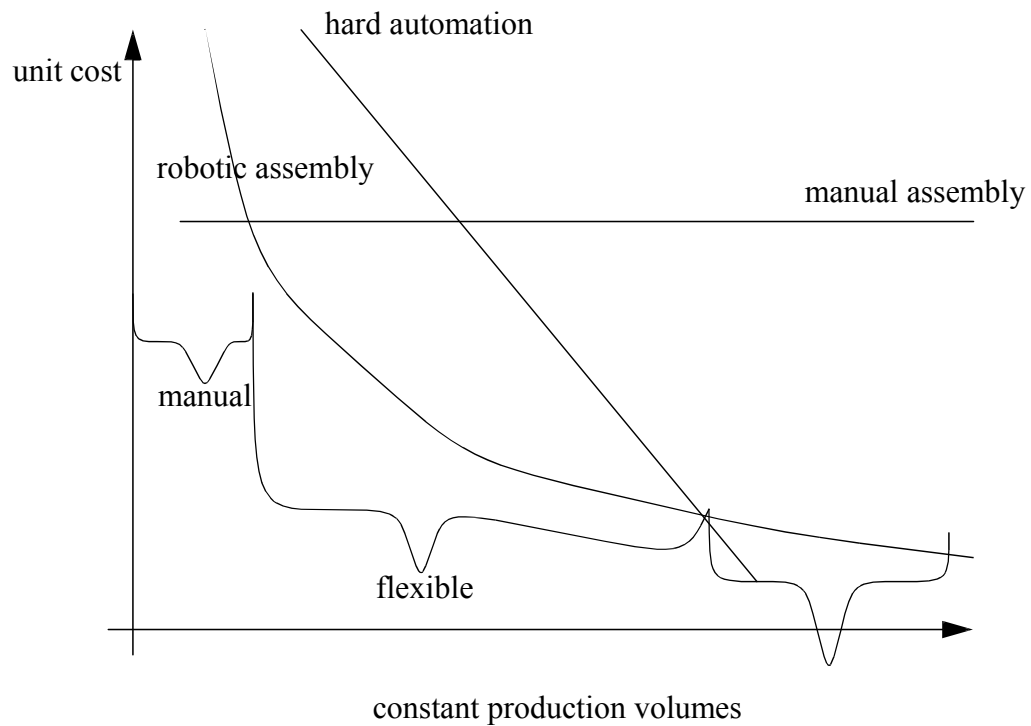 hard automation
unit cost
robotic assembly
manual assembly
manual
flexible
constant production volumes